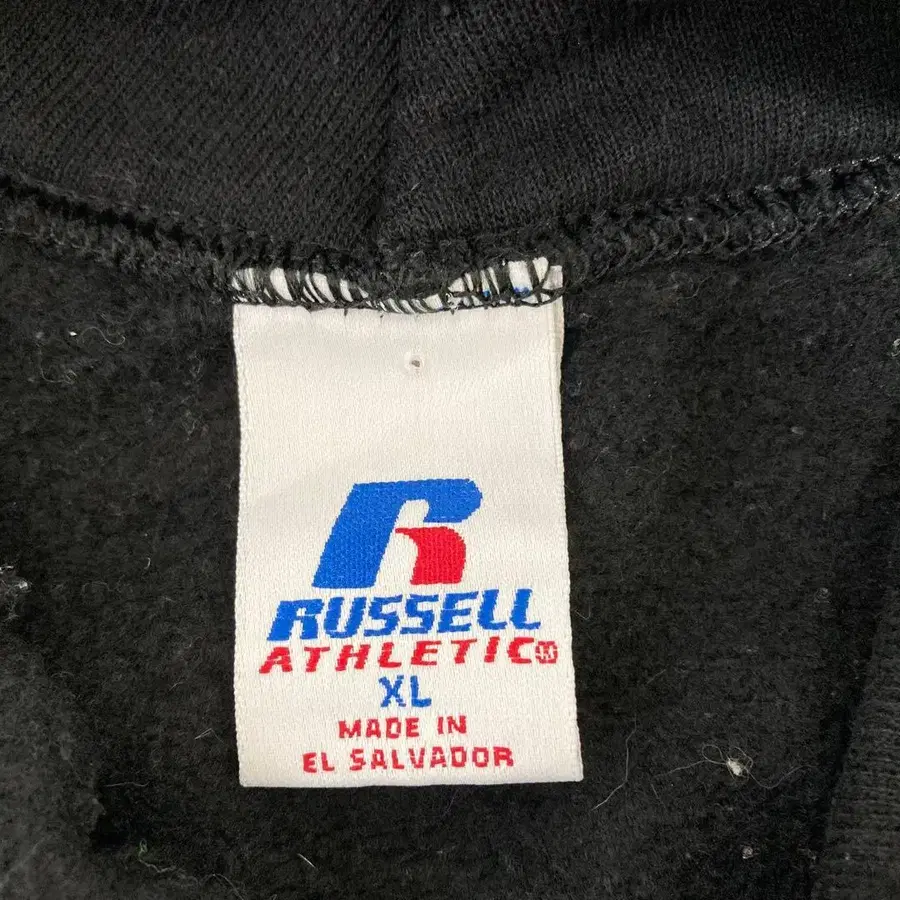 RUSSELL
ATHLETIC®
XL
MADE IN
EL SALVADOR